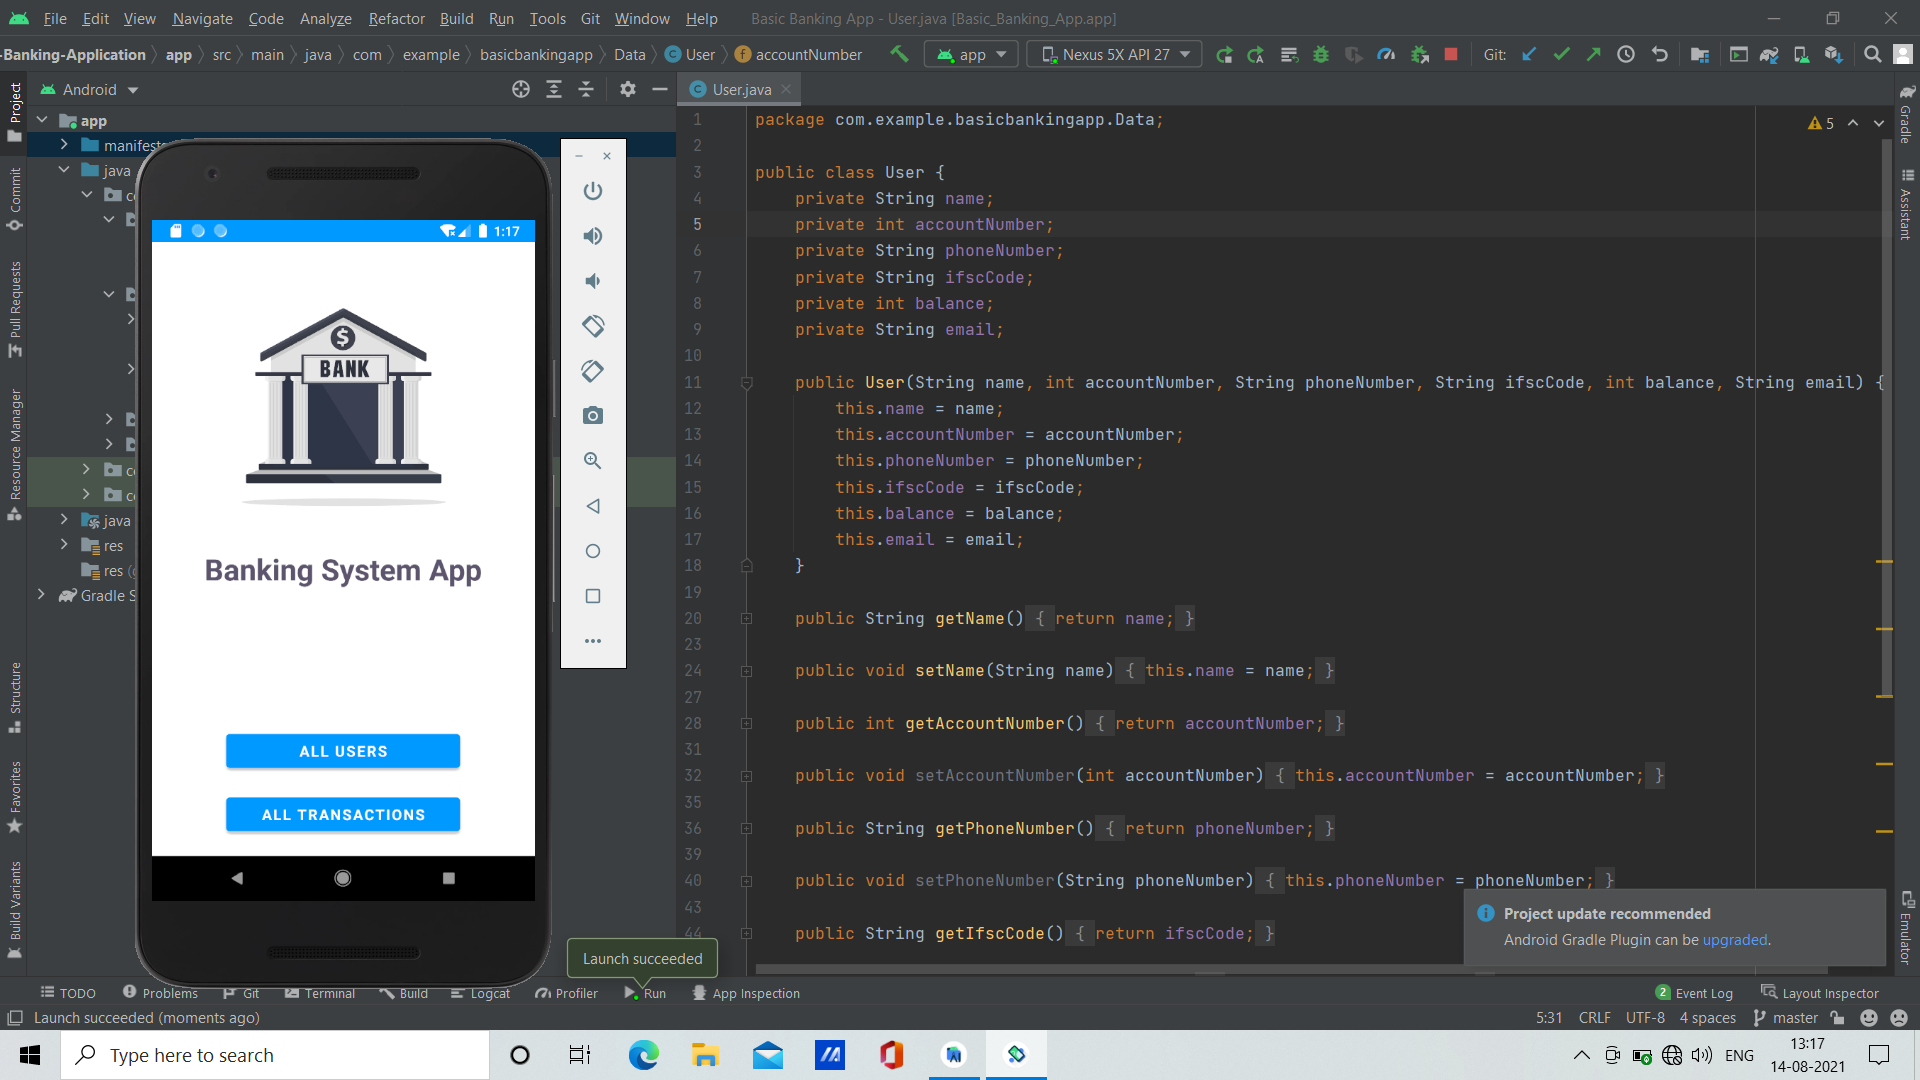 File Edit View Navigate Code Analyze Refactor Build Run Tools Git Window Help Basic Banking App - User.java [Basic_Banking_App.app]
-Banking-Application app src main java com example basicbankingapp Data User accountNumber app Nexus 5X API 27 Git:
Android
User.java
Project
Commit
Pull Requests
Resource Manager
Structure
Favorites
Build Variants
app
manifests
java
java
res
res
Gradle S
1:17
$
BANK
Banking System App
ALL USERS
ALL TRANSACTIONS
5
1 package com.example.basicbankingapp.Data;
2
3 public class User {
4 private String name;
5 private int accountNumber;
6 private String phoneNumber;
7 private String ifscCode;
8 private int balance;
9 private String email;
10
11 public User(String name, int accountNumber, String phoneNumber, String ifscCode, int balance, String email) {
12 this.name = name;
13 this.accountNumber = accountNumber;
14 this.phoneNumber = phoneNumber;
15 this.ifscCode = ifscCode;
16 this.balance = balance;
17 this.email = email;
18 }
19
20 public String getName() { return name; }
23
24 public void setName(String name) { this.name = name; }
27
28 public int getAccountNumber() { return accountNumber; }
31
32 public void setAccountNumber(int accountNumber) { this.accountNumber = accountNumber; }
35
36 public String getPhoneNumber() { return phoneNumber; }
39
40 public void setPhoneNumber(String phoneNumber) { this.phoneNumber = phoneNumber; }
43
44 public String getIfscCode() { return ifscCode; }
Gradle
Assistant
Emulator
Project update recommended
Android Gradle Plugin can be upgraded.
Launch succeeded
TODO Problems Git Terminal Build Logcat Profiler Run App Inspection 2 Event Log Layout Inspector
Launch succeeded (moments ago) 5:31 CRLF UTF-8 4 spaces master
Type here to search
ENG
13:17
14-08-2021